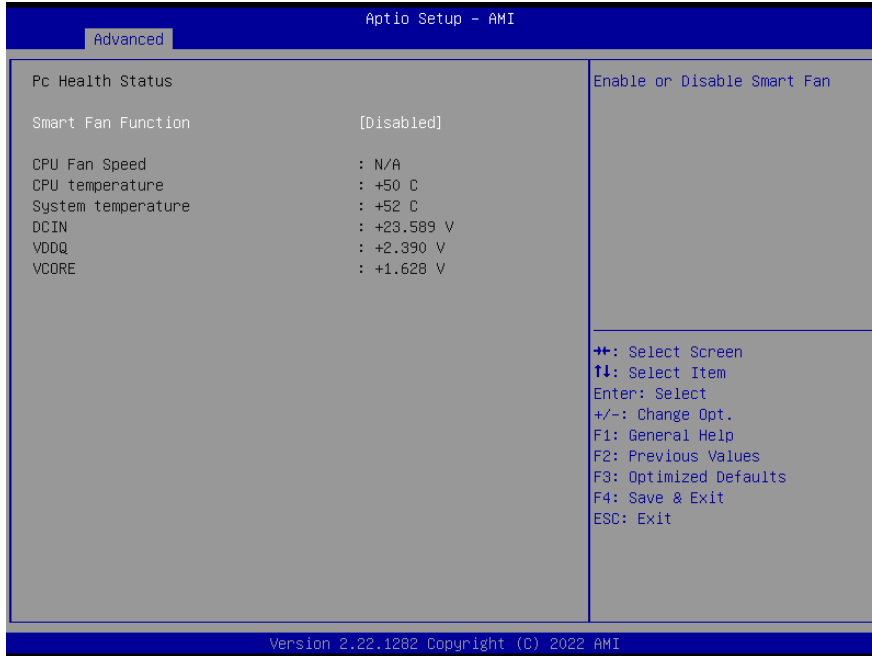 Aptio Setup – AMI
Advanced
Pc Health Status
Smart Fan Function [Disabled]
CPU Fan Speed : N/A
CPU temperature : +50 C
System temperature : +52 C
DCIN : +23.589 V
VDDQ : +2.390 V
VCORE : +1.628 V
Enable or Disable Smart Fan
→←: Select Screen
↑↓: Select Item
Enter: Select
+/-: Change Opt.
F1: General Help
F2: Previous Values
F3: Optimized Defaults
F4: Save & Exit
ESC: Exit
Version 2.22.1282 Copyright (C) 2022 AMI